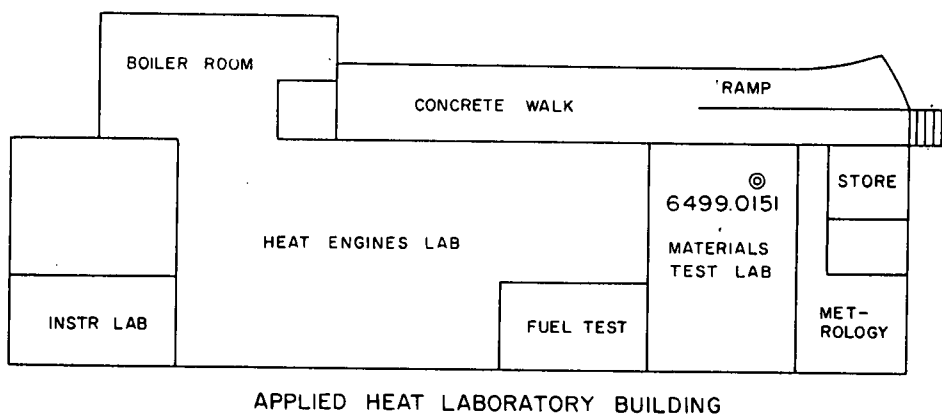 BOILER ROOM
RAMP
CONCRETE WALK
STORE
6499.0151
HEAT ENGINES LAB
MATERIALS
TEST LAB
INSTR LAB
FUEL TEST
MET-
ROLOGY
APPLIED HEAT LABORATORY BUILDING